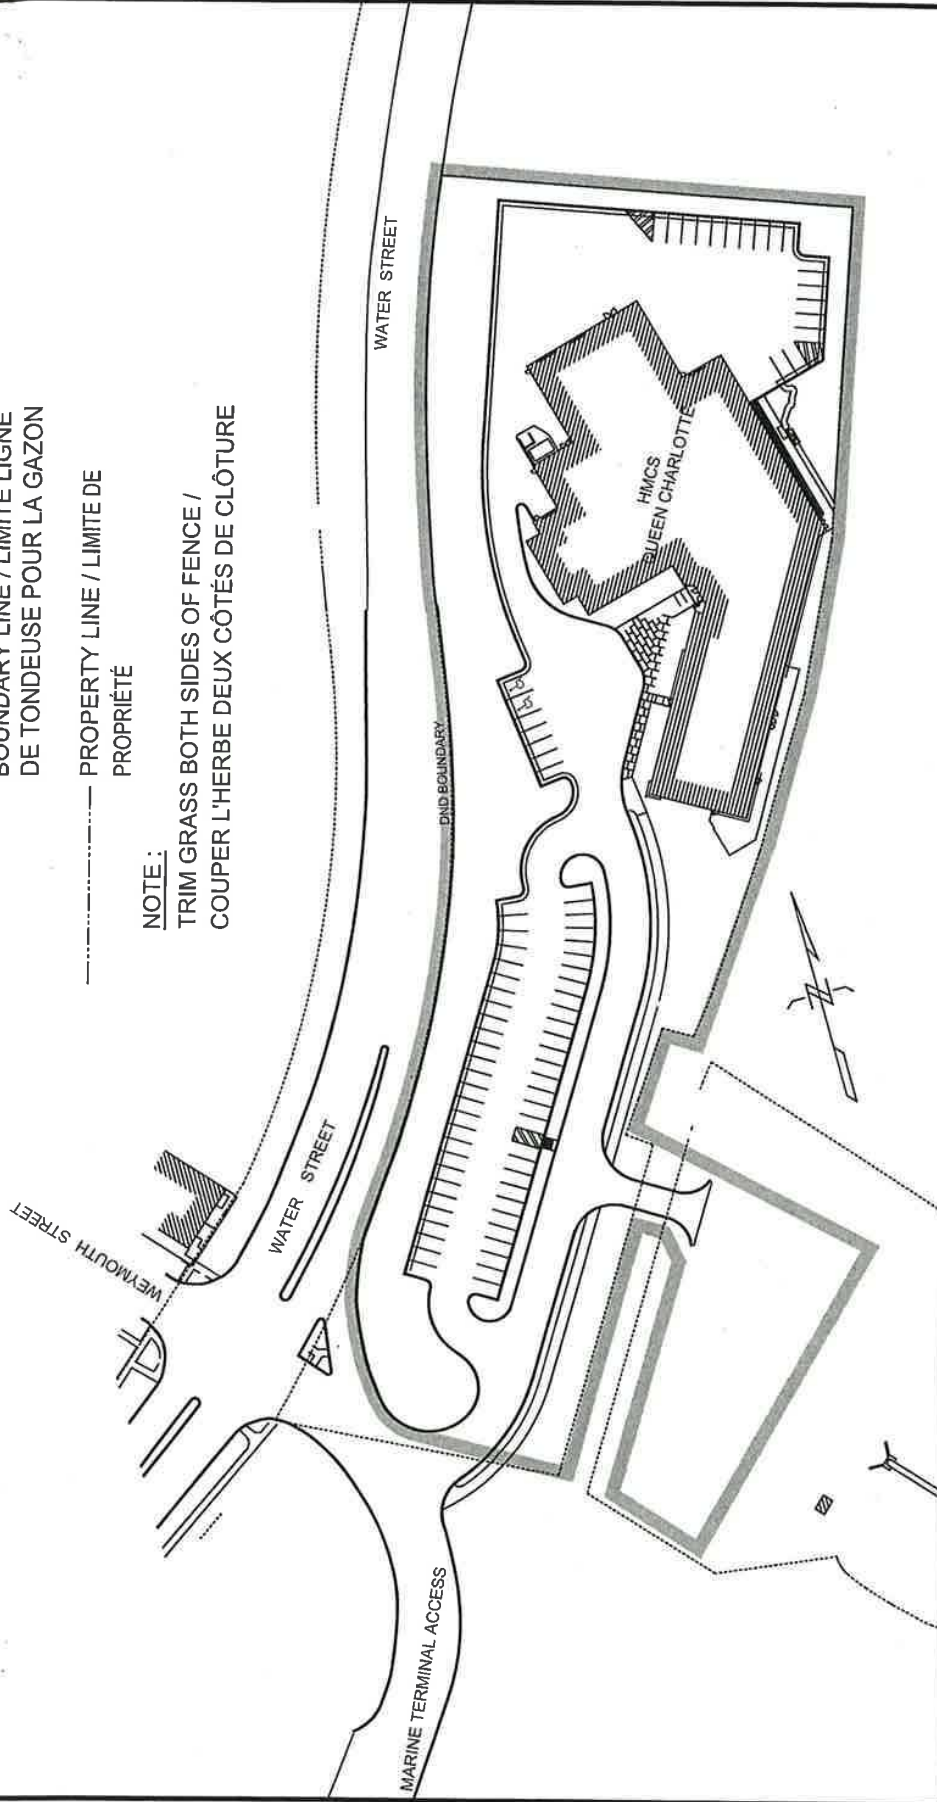 BOUNDARY LINE / LIMITE LIGNE
DE TONDEUSE POUR LA GAZON
PROPERTY LINE / LIMITE DE
PROPRIÉTÉ
NOTE :
TRIM GRASS BOTH SIDES OF FENCE /
COUPER L'HERBE DEUX CÔTÉS DE CLÔTURE
WATER STREET
DND BOUNDARY
HMCS
QUEEN CHARLOTTE
WATER STREET
WEYMOUTH STREET
MARINE TERMINAL ACCESS